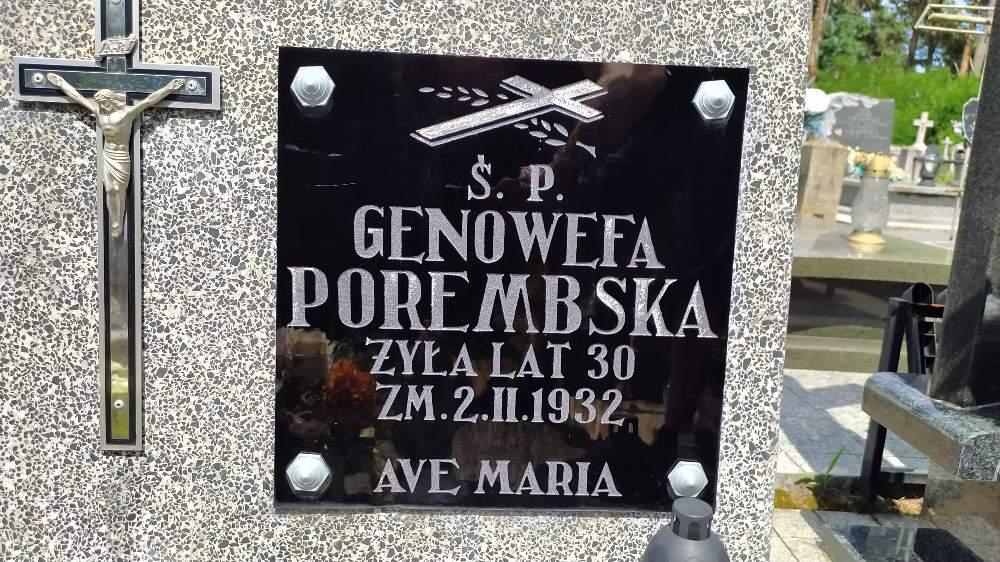 Ś. P.
GENOWEFA
POREMBSKA
ŻYŁA LAT 30
ZM. 2.II.1932
AVE MARIA